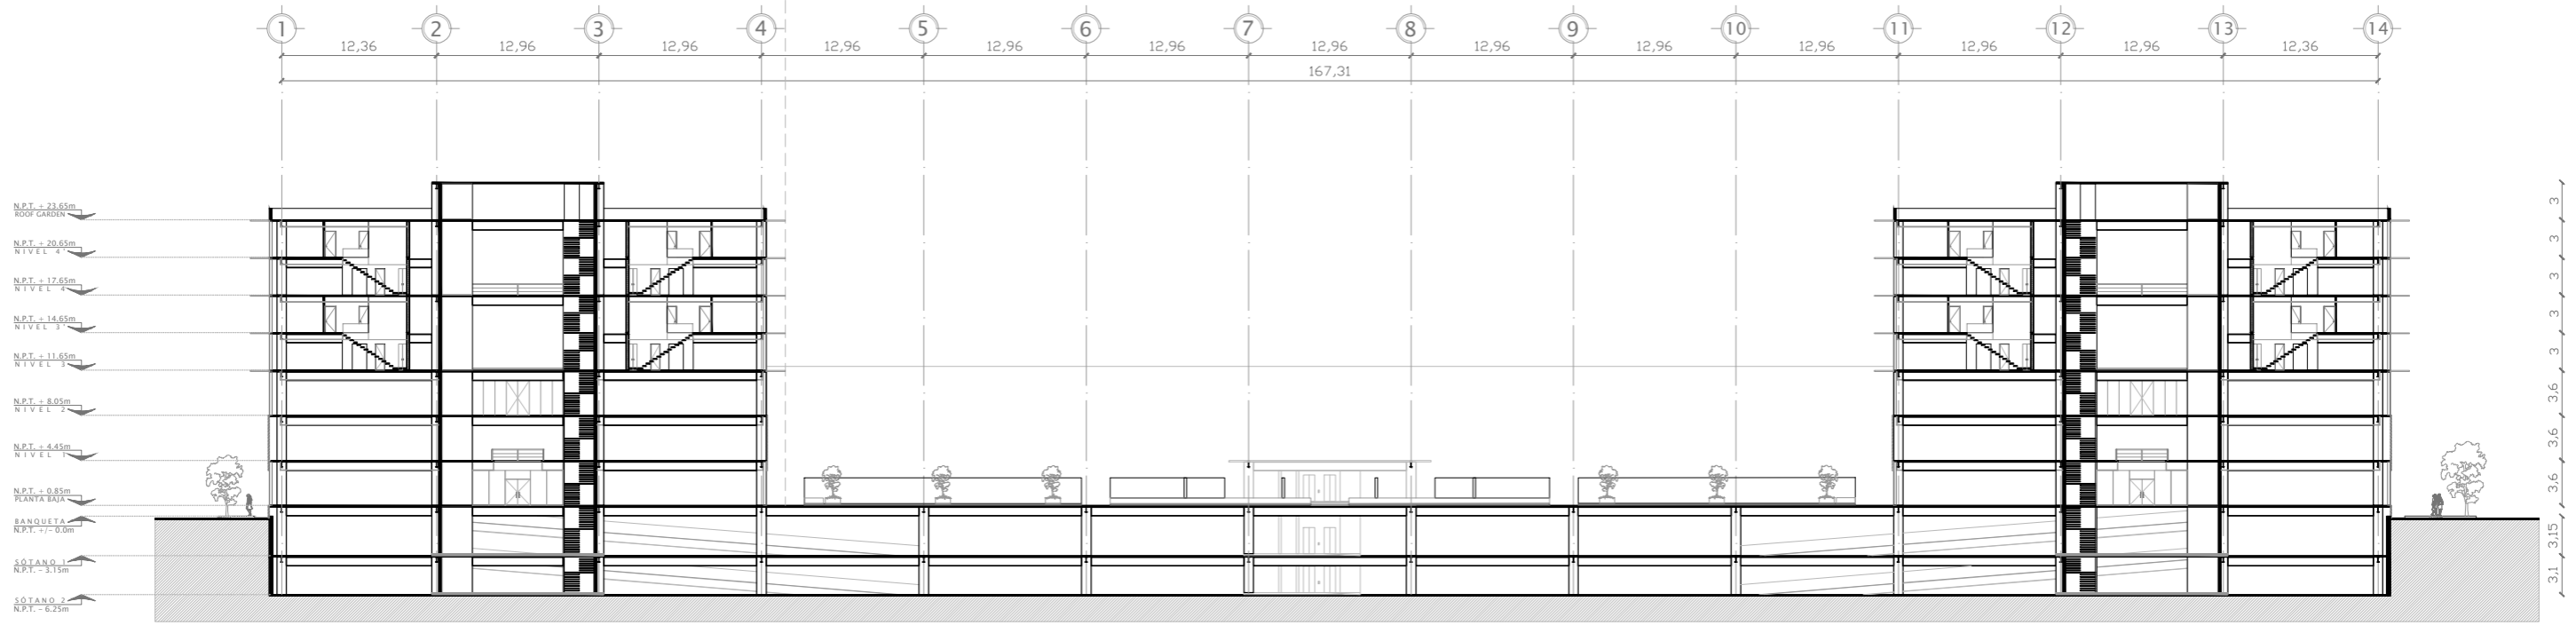 1 2 3 4 5 6 7 8 9 10 11 12 13 14
12,36 12,96 12,96 12,96 12,96 12,96 12,96 12,96 12,96 12,96 12,96 12,96 12,36
167,31
N.P.T. + 23.65m
ROOF GARDEN
N.P.T. + 20.65m
NIVEL 4'
N.P.T. + 17.65m
NIVEL 4
N.P.T. + 14.65m
NIVEL 3'
N.P.T. + 11.65m
NIVEL 3
N.P.T. + 8.05m
NIVEL 2
N.P.T. + 4.45m
NIVEL 1
N.P.T. + 0.85m
PLANTA BAJA
BANQUETA
N.P.T. +/- 0.0m
SÓTANO 1
N.P.T. - 3.15m
SÓTANO 2
N.P.T. - 6.25m
3
3
3
3
3
3,6
3,6
3,6
3,15
3,1